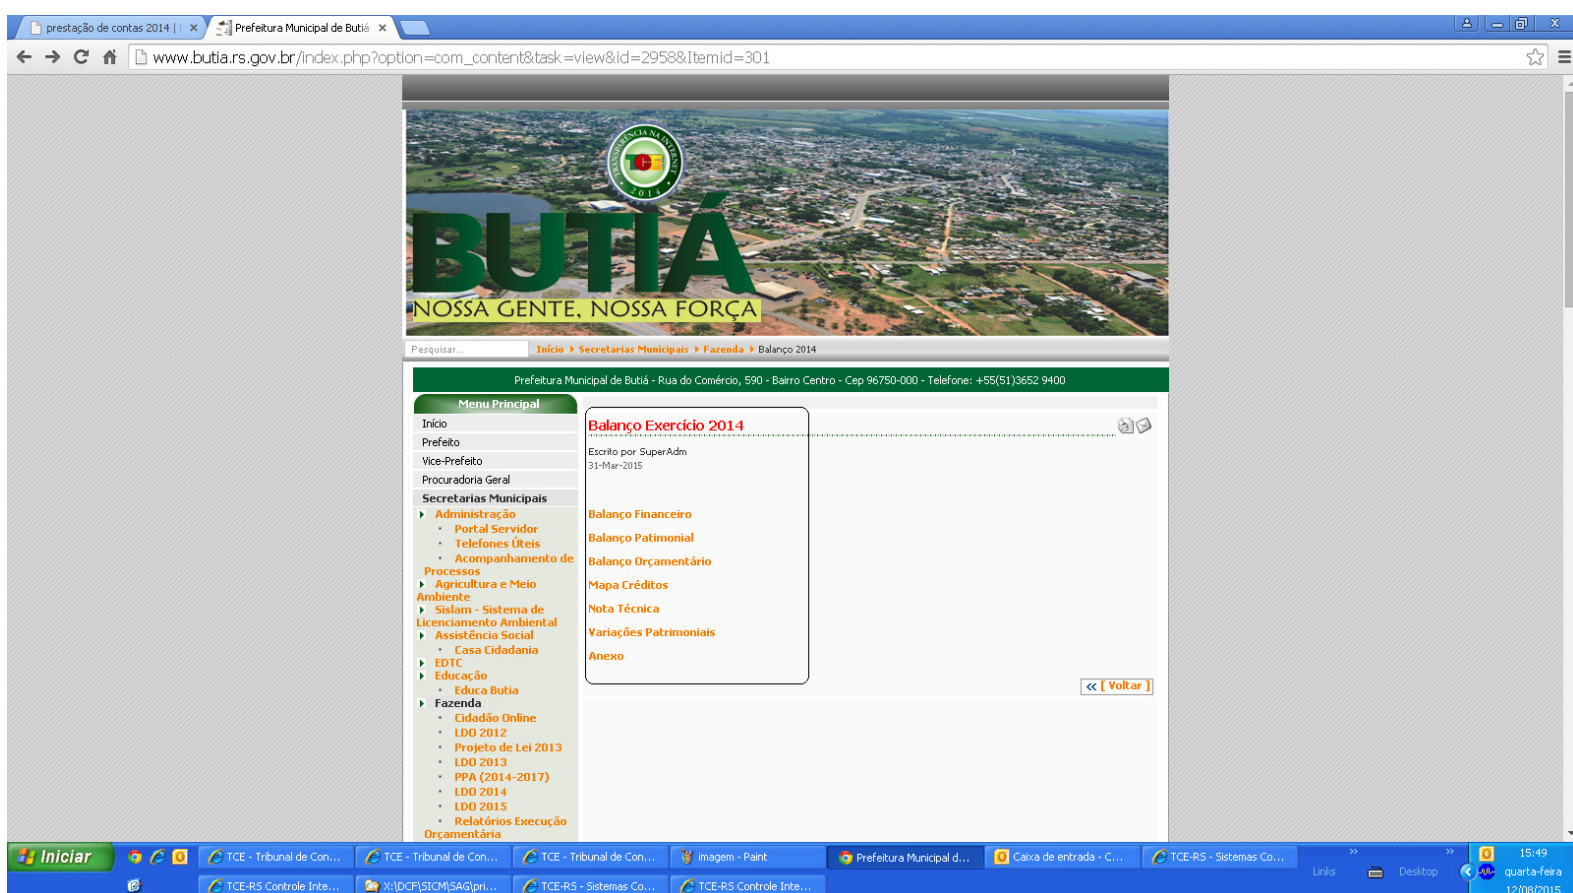 prestação de contas 2014 |
Prefeitura Municipal de Butiá
www.butia.rs.gov.br/index.php?option=com_content&task=view&id=2958&Itemid=301
TRANSPARÊNCIA NA INTERNET
TCE
2014
BUTIÁ
NOSSA GENTE, NOSSA FORÇA
Pesquisar... Início Secretarias Municipais Fazenda Balanço 2014
Prefeitura Municipal de Butiá - Rua do Comércio, 590 - Bairro Centro - Cep 96750-000 - Telefone: +55(51)3652 9400
Menu Principal
Início
Prefeito
Vice-Prefeito
Procuradoria Geral
Secretarias Municipais
Administração
Portal Servidor
Telefones Úteis
Acompanhamento de
Processos
Agricultura e Meio
Ambiente
Sislam - Sistema de
Licenciamento Ambiental
Assistência Social
Casa Cidadania
EDTC
Educação
Educa Butia
Fazenda
Cidadão Online
LDO 2012
Projeto de Lei 2013
LDO 2013
PPA (2014-2017)
LDO 2014
LDO 2015
Relatórios Execução
Orçamentária
Balanço Exercício 2014
Escrito por SuperAdm
31-Mar-2015
Balanço Financeiro
Balanço Patimonial
Balanço Orçamentário
Mapa Créditos
Nota Técnica
Variações Patrimoniais
Anexo
[ Voltar ]
Iniciar
TCE - Tribunal de Con...
TCE - Tribunal de Con...
TCE - Tribunal de Con...
imagem - Paint
Prefeitura Municipal d...
Caixa de entrada - C...
TCE-RS - Sistemas Co...
TCE-RS Controle Inte...
X:\DCF\SICM\SAG\pri...
TCE-RS - Sistemas Co...
TCE-RS Controle Inte...
Links
Desktop
15:49
quarta-feira
12/08/2015